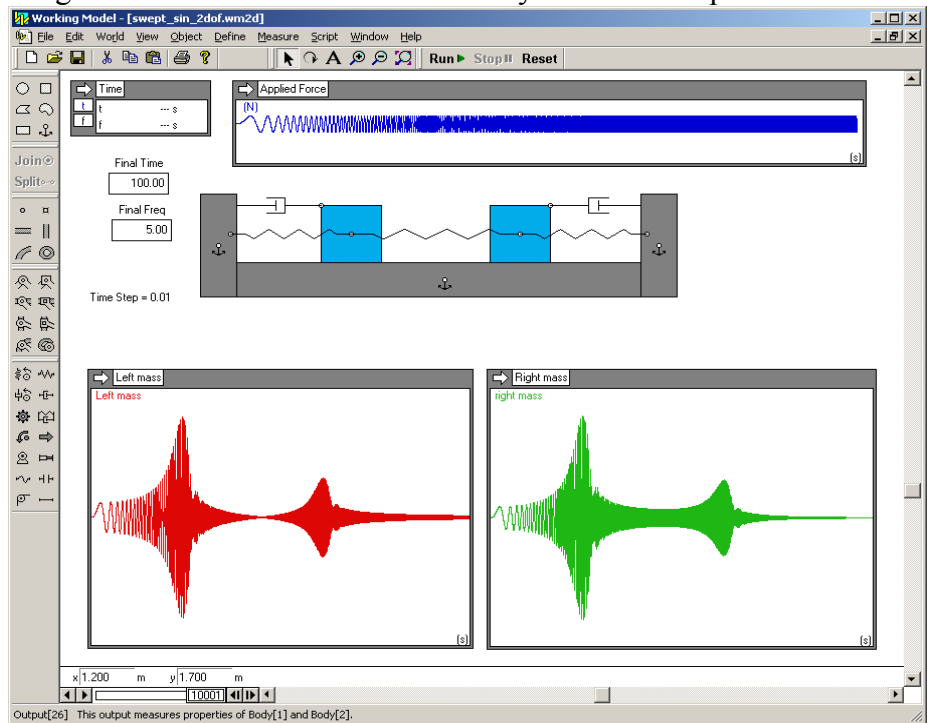 Working Model - [swept_sin_2dof.wm2d]
File Edit World View Object Define Measure Script Window Help
A ? Run Stop Reset
Time
t t --- s
f f --- s
Applied Force
(N)
(s)
Join
Split
Final Time
100.00
Final Freq
5.00
Time Step = 0.01
Left mass
Left mass
(s)
Right mass
right mass
(s)
x 1.200 m y 1.700 m
10001
Output[26] This output measures properties of Body[1] and Body[2].